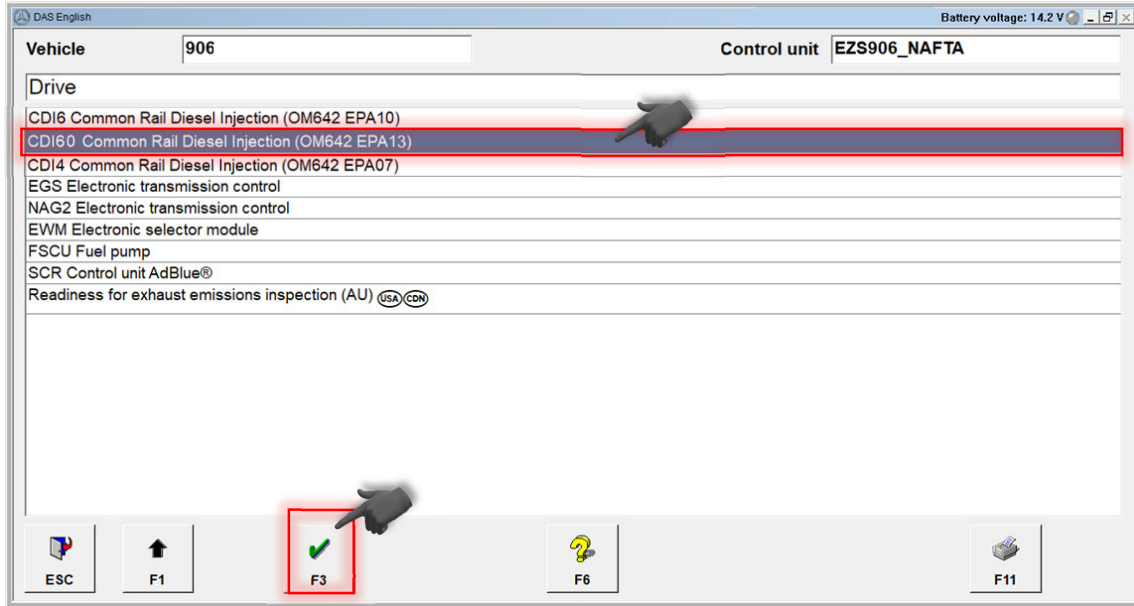 DAS English Battery voltage: 14.2 V
Vehicle 906 Control unit EZS906_NAFTA
Drive
CDI6 Common Rail Diesel Injection (OM642 EPA10)
CDI60 Common Rail Diesel Injection (OM642 EPA13)
CDI4 Common Rail Diesel Injection (OM642 EPA07)
EGS Electronic transmission control
NAG2 Electronic transmission control
EWM Electronic selector module
FSCU Fuel pump
SCR Control unit AdBlue®
Readiness for exhaust emissions inspection (AU) USA CDN
ESC F1 F3 F6 F11